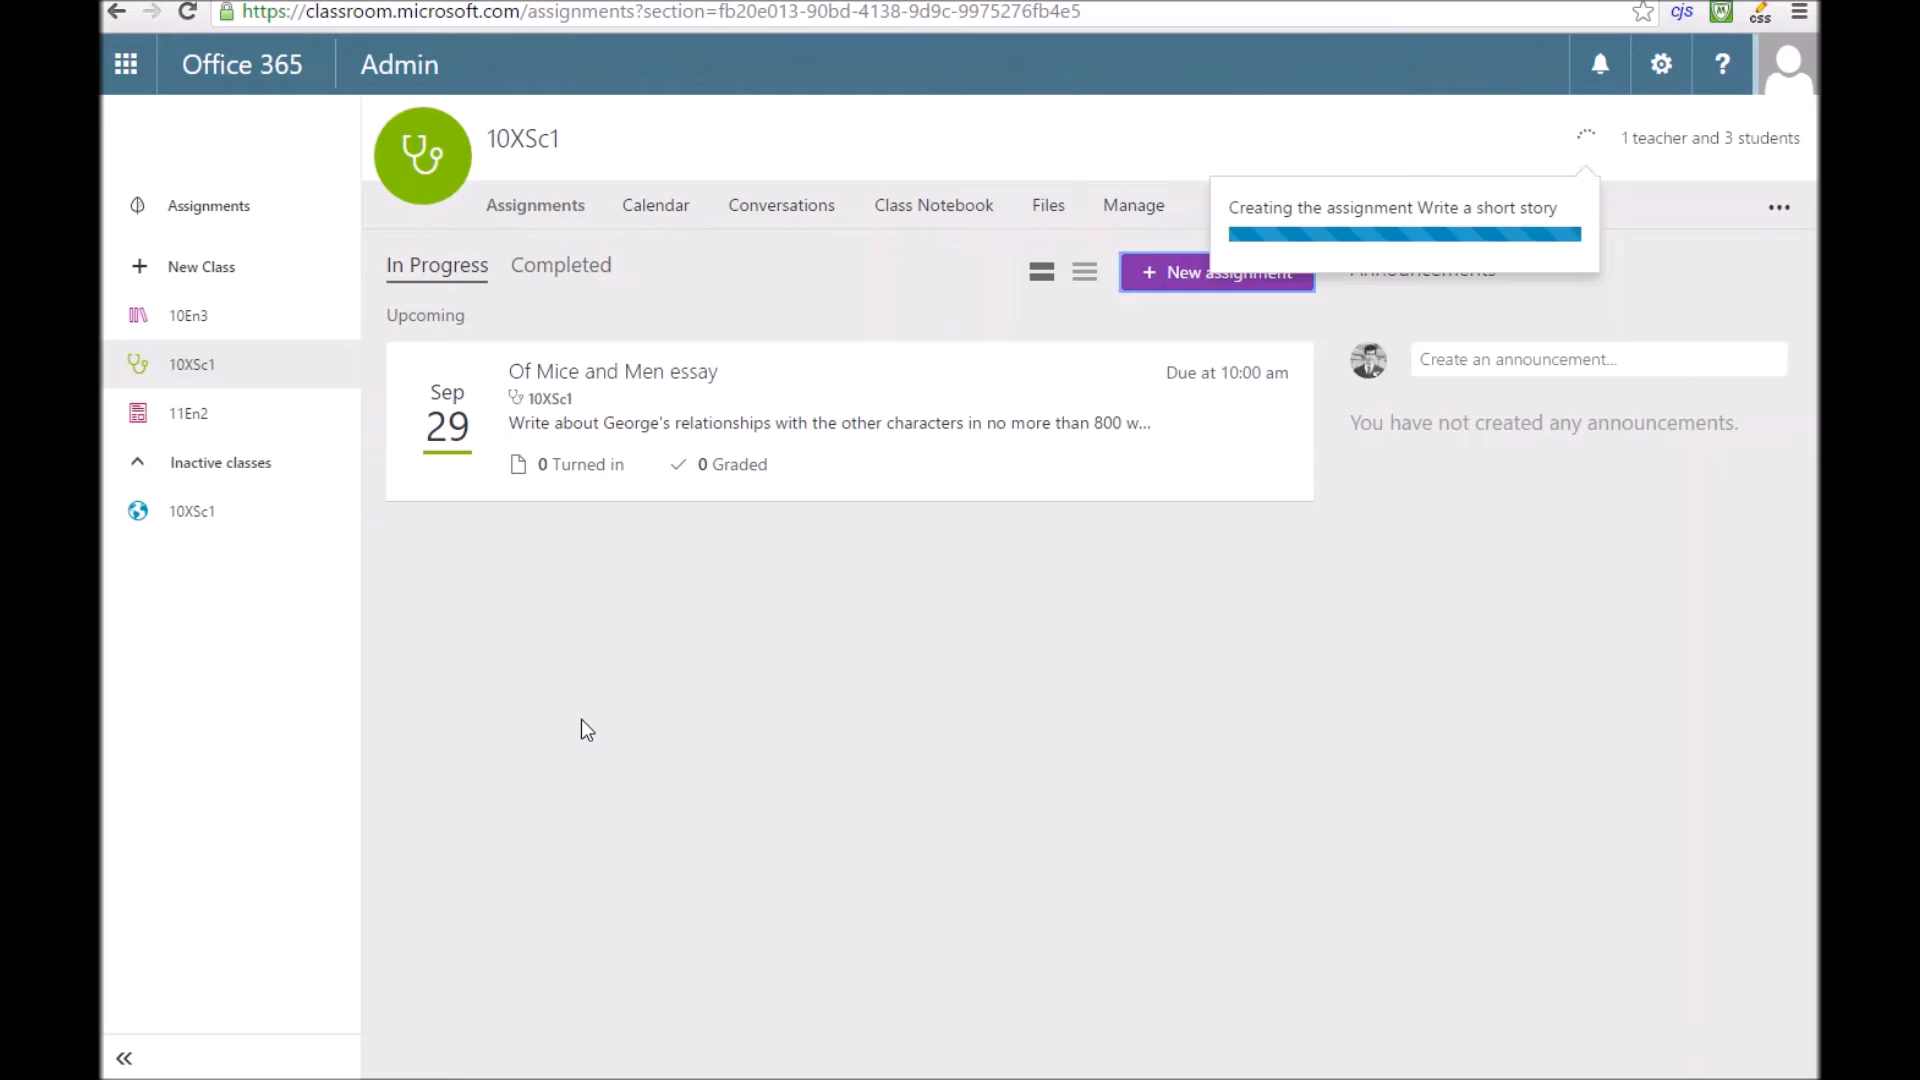 https://classroom.microsoft.com/assignments?section=fb20e013-90bd-4138-9d9c-9975276fb4e5
cjs
css
Office 365
Admin
?
10XSc1
1 teacher and 3 students
Assignments
Calendar
Conversations
Class Notebook
Files
Manage
Creating the assignment Write a short story
Assignments
New Class
10En3
10XSc1
11En2
Inactive classes
10XSc1
In Progress
Completed
+ New assignment
Announcements
Upcoming
Sep
29
Of Mice and Men essay
Due at 10:00 am
10XSc1
Write about George's relationships with the other characters in no more than 800 w...
0 Turned in
0 Graded
Create an announcement...
You have not created any announcements.